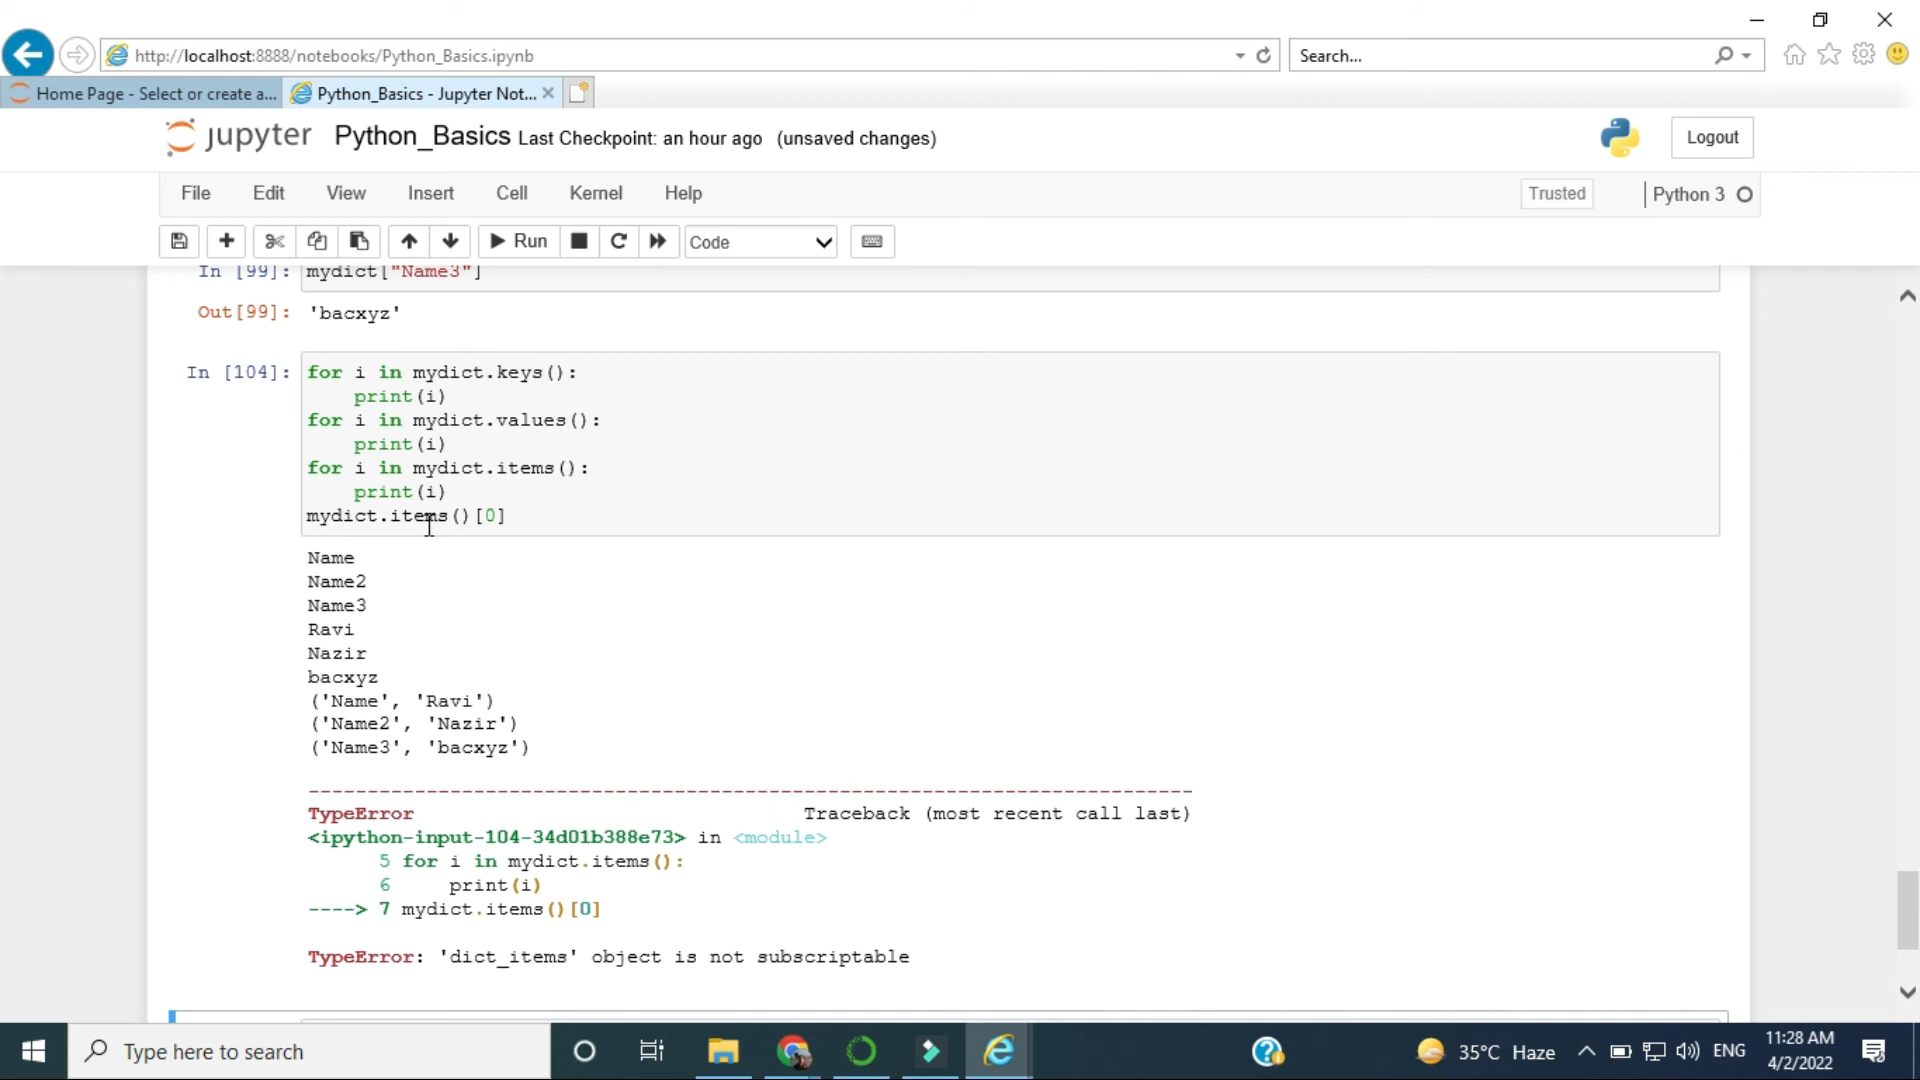 http://localhost:8888/notebooks/Python_Basics.ipynb
Search...
Home Page - Select or create a...
Python_Basics - Jupyter Not...
jupyter Python_Basics Last Checkpoint: an hour ago (unsaved changes)
Logout
File Edit View Insert Cell Kernel Help
Trusted
Python 3
Run
Code
In [99]: mydict["Name3"]
Out[99]: 'bacxyz'
In [104]: for i in mydict.keys():
    print(i)
for i in mydict.values():
    print(i)
for i in mydict.items():
    print(i)
mydict.items()[0]
Name
Name2
Name3
Ravi
Nazir
bacxyz
('Name', 'Ravi')
('Name2', 'Nazir')
('Name3', 'bacxyz')
---------------------------------------------------------------------------
TypeError                                 Traceback (most recent call last)
<ipython-input-104-34d01b388e73> in <module>
      5 for i in mydict.items():
      6     print(i)
----> 7 mydict.items()[0]
TypeError: 'dict_items' object is not subscriptable
Type here to search
35°C Haze
ENG
11:28 AM
4/2/2022